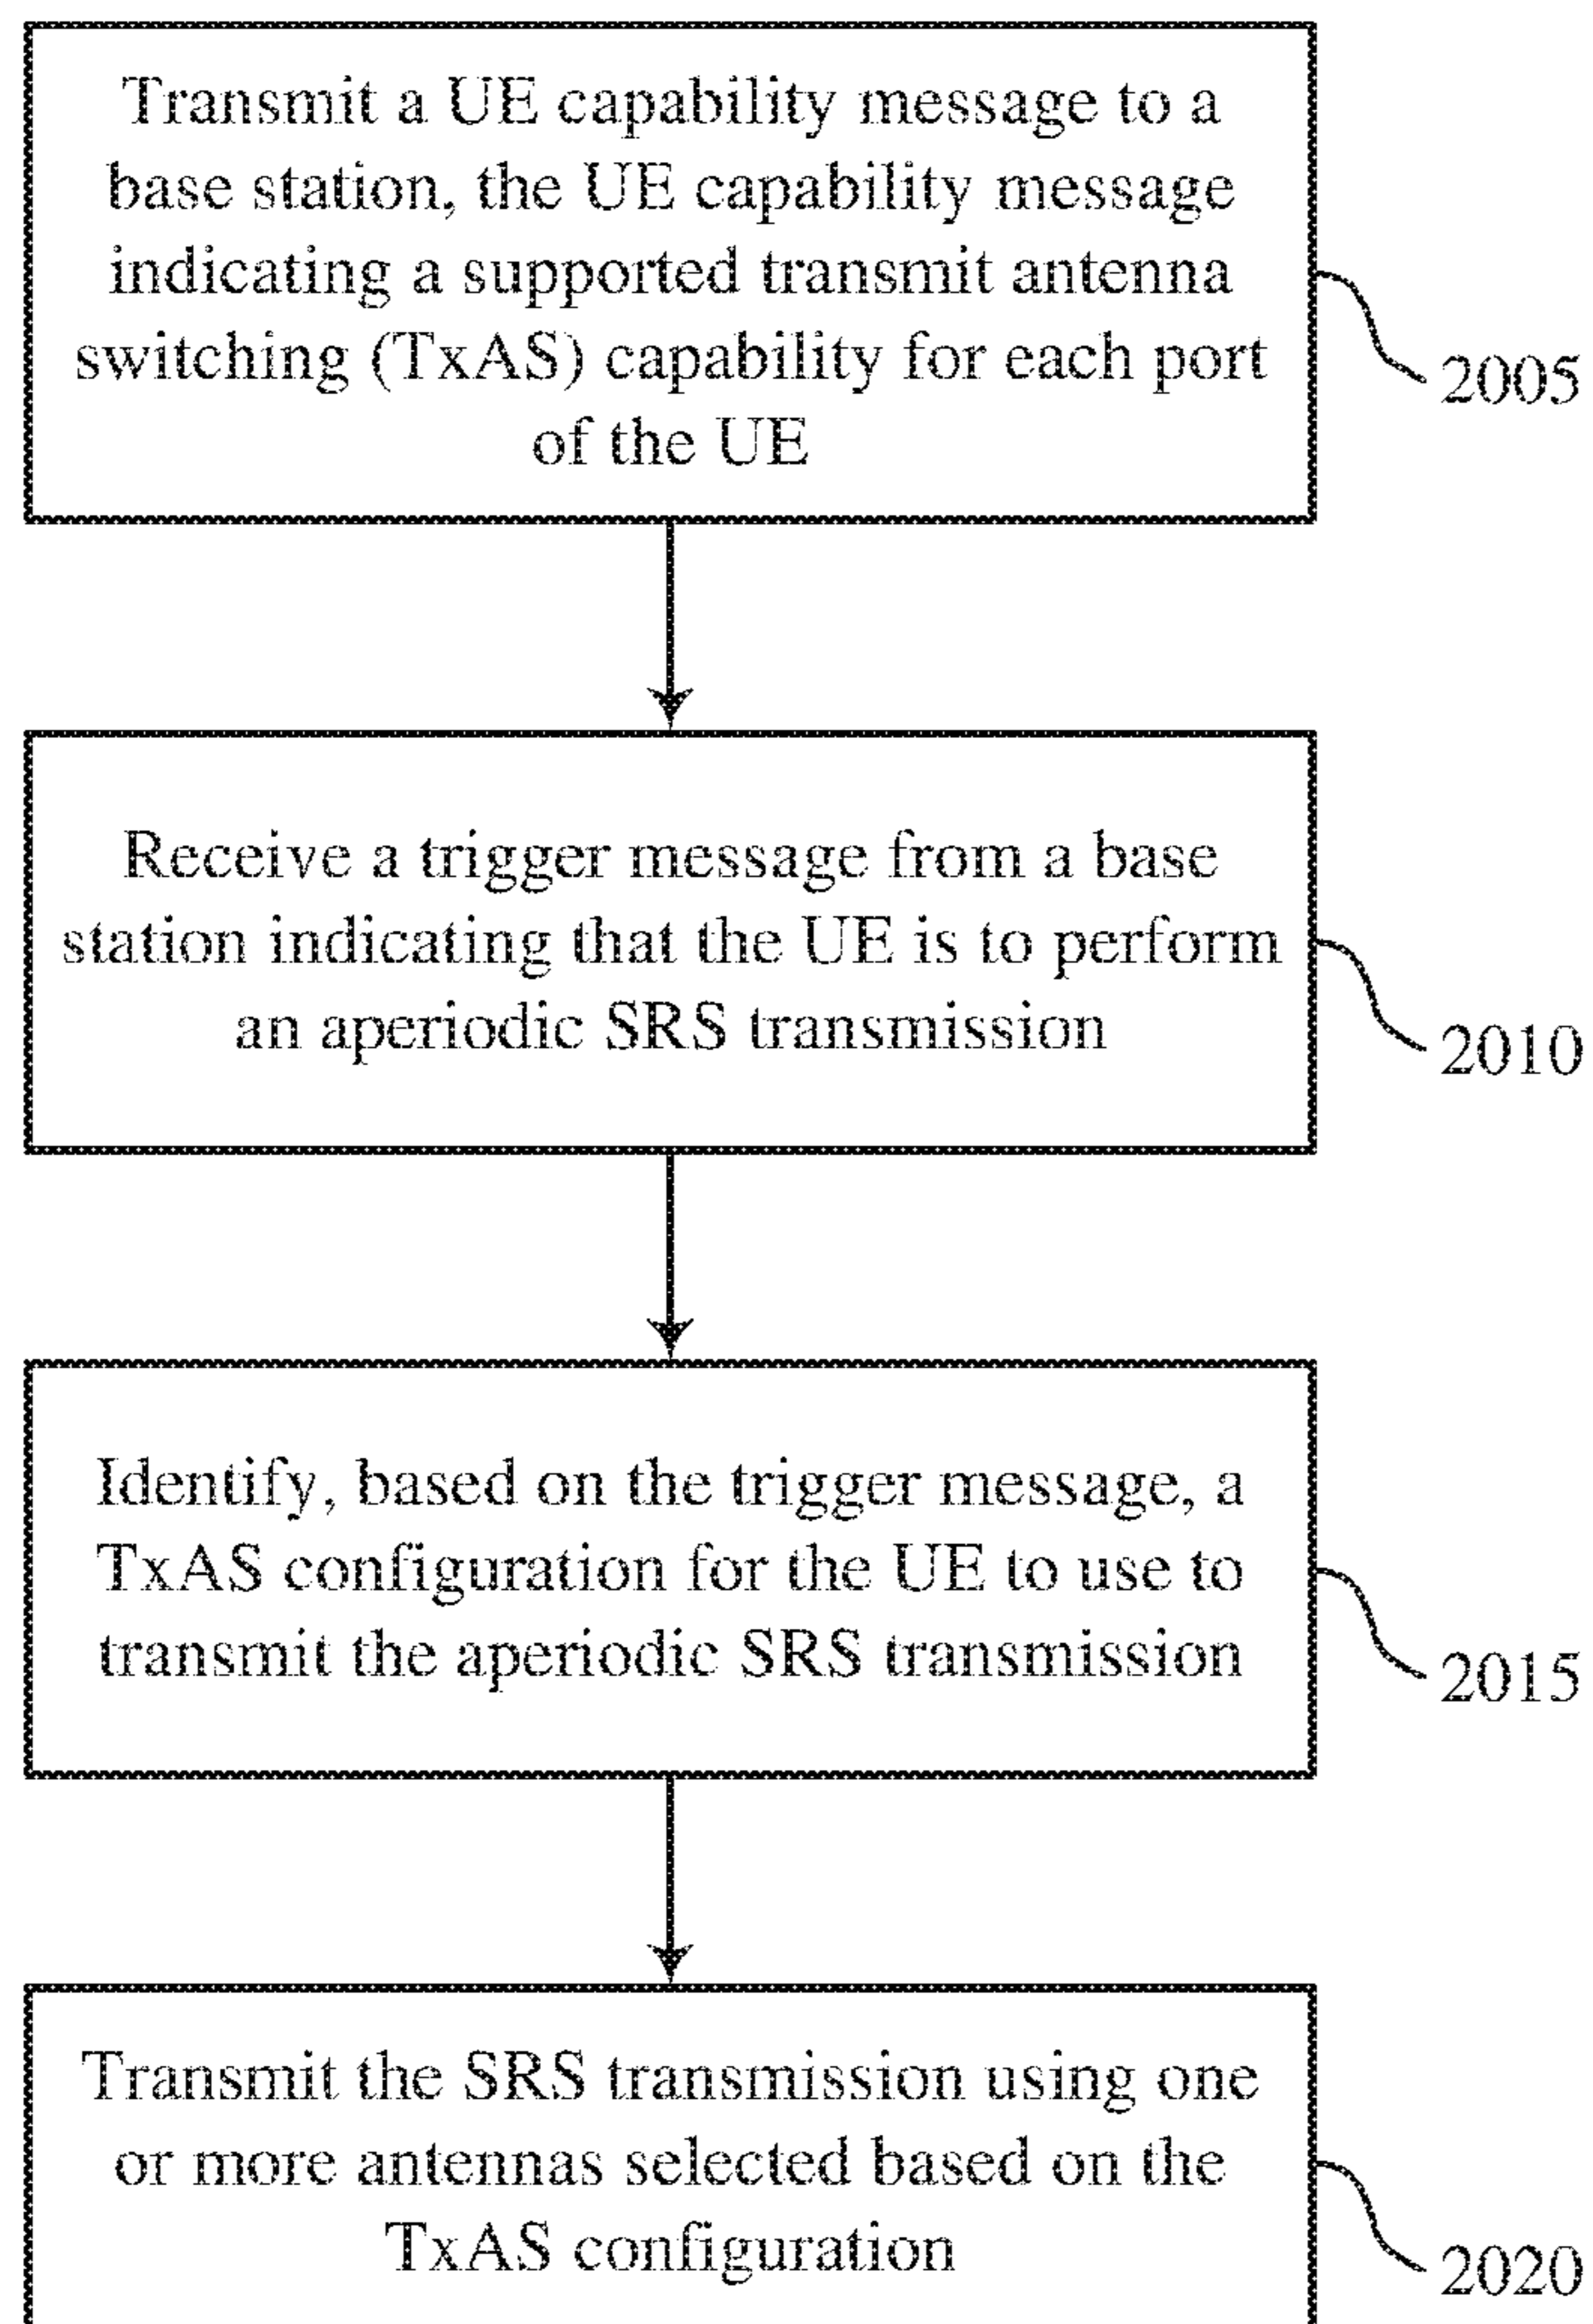 Transmit a UE capability message to a
base station, the UE capability message
indicating a supported transmit antenna
switching (TxAS) capability for each port
of the UE
2005
Receive a trigger message from a base
station indicating that the UE is to perform
an aperiodic SRS transmission
2010
Identify, based on the trigger message, a
TxAS configuration for the UE to use to
transmit the aperiodic SRS transmission
2015
Transmit the SRS transmission using one
or more antennas selected based on the
TxAS configuration
2020